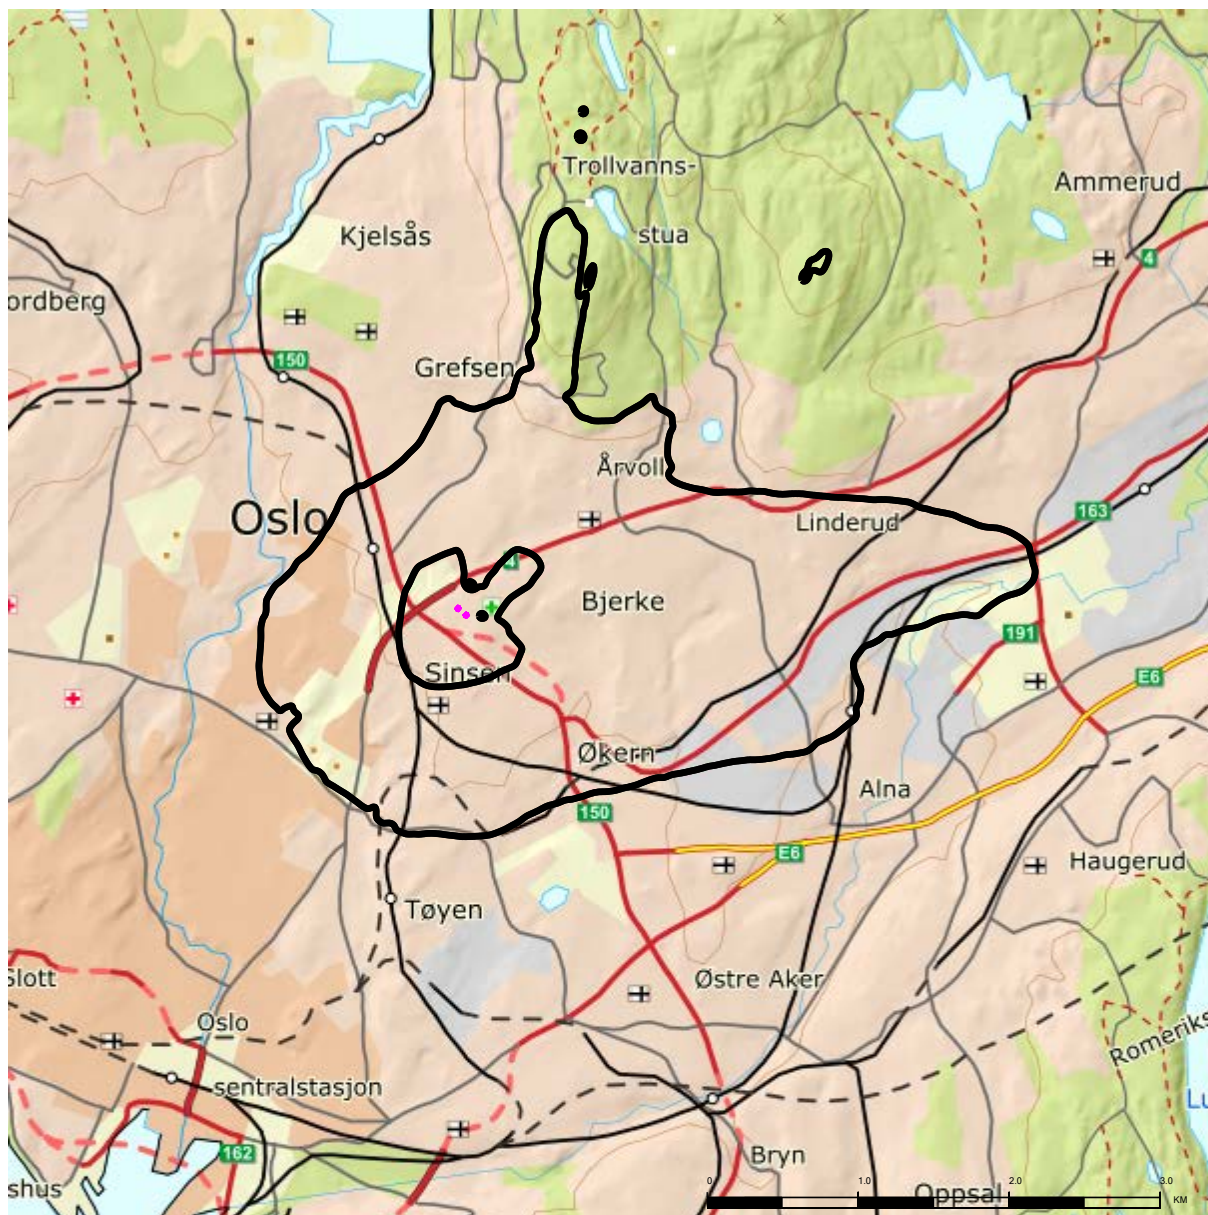 Trollvanns-
stua
Ammerud
Kjelsås
4
ordberg
150
Grefsen
Årvoll
Oslo
Linderud
163
4
Bjerke
191
Sinsen
E6
Økern
Alna
150
E6
Haugerud
Tøyen
Slott
Østre Aker
Oslo
sentralstasjon
Romeriks
Lu
162
Bryn
shus
Oppsal
0 1.0 2.0 3.0
KM